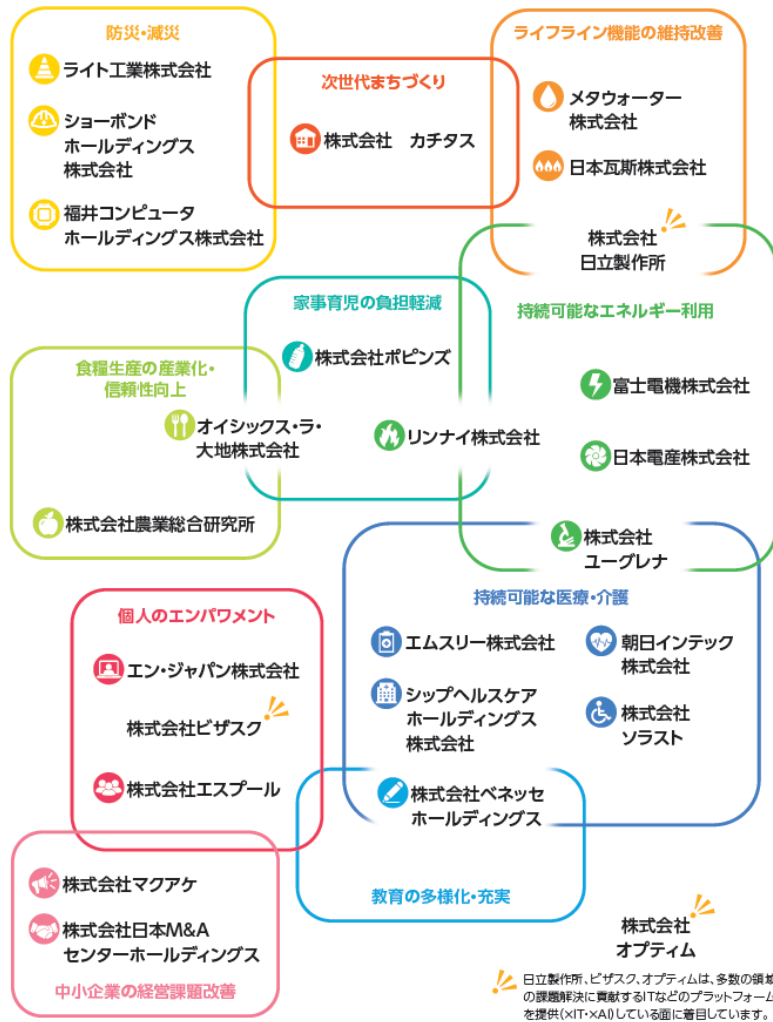 防災・減災
ライト工業株式会社
ショーボンド
ホールディングス
株式会社
福井コンピュータ
ホールディングス株式会社
次世代まちづくり
株式会社　カチタス
ライフライン機能の維持改善
メタウォーター
株式会社
日本瓦斯株式会社
株式会社
日立製作所
家事育児の負担軽減
株式会社ポピンズ
持続可能なエネルギー利用
富士電機株式会社
日本電産株式会社
食糧生産の産業化・
信頼性向上
オイシックス・ラ・
大地株式会社
リンナイ株式会社
株式会社農業総合研究所
株式会社
ユーグレナ
持続可能な医療・介護
エムスリー株式会社
朝日インテック
株式会社
シップヘルスケア
ホールディングス
株式会社
株式会社
ソラスト
個人のエンパワメント
エン・ジャパン株式会社
株式会社ビザスク
株式会社エスプール
株式会社ベネッセ
ホールディングス
教育の多様化・充実
株式会社マクアケ
株式会社日本M&A
センターホールディングス
中小企業の経営課題改善
株式会社
オプティム
日立製作所、ビザスク、オプティムは、多数の領域
の課題解決に貢献するITなどのプラットフォーム
を提供(×IT・×AI)している面に着目しています。